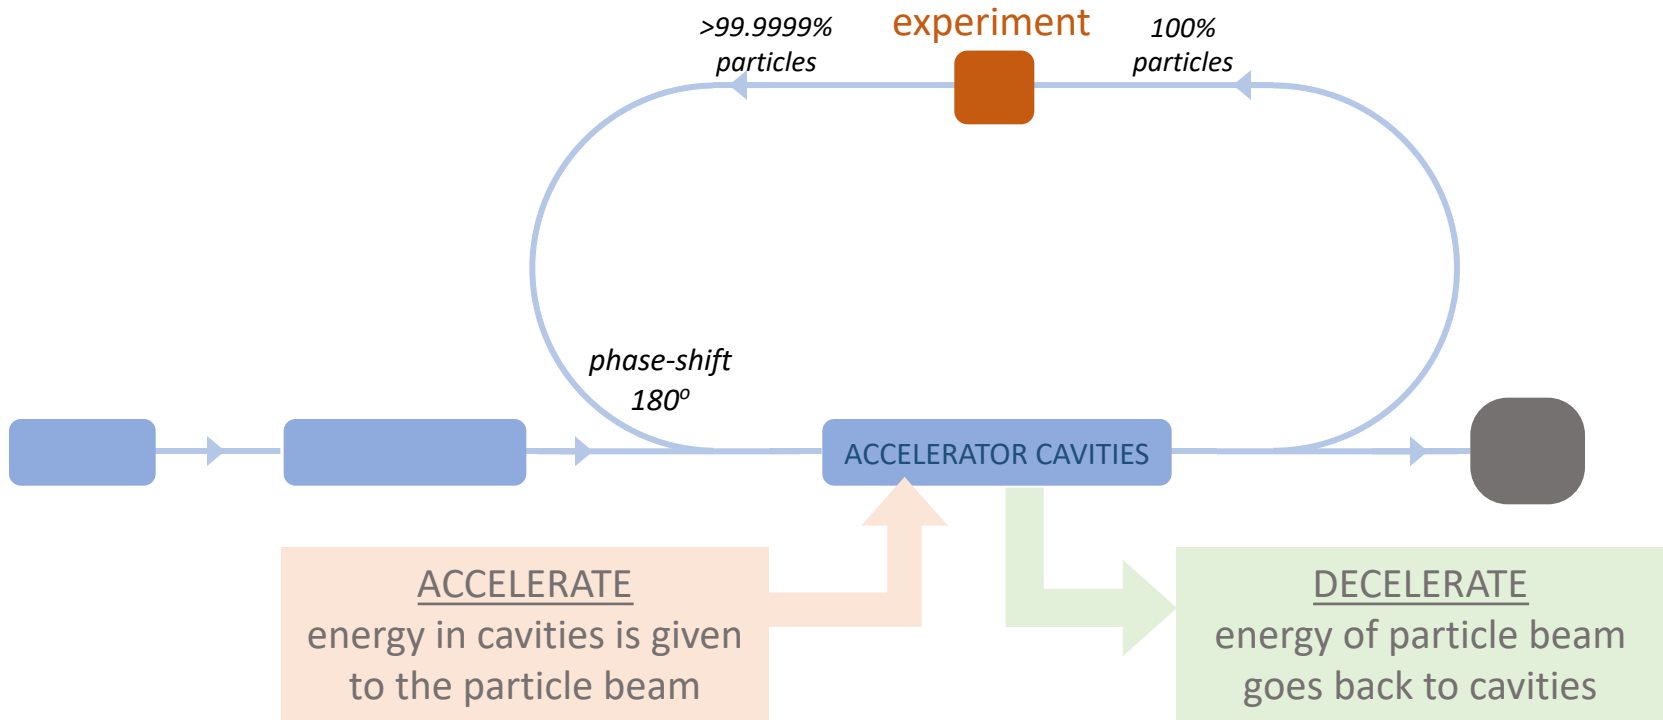 >99.9999%
particles
experiment
100%
particles
phase-shift
180º
ACCELERATOR CAVITIES
ACCELERATE
energy in cavities is given
to the particle beam
DECELERATE
energy of particle beam
goes back to cavities